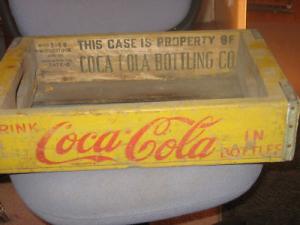 THIS CASE IS PROPERTY OF
COCA COLA BOTTLING CO.
DRINK Coca-Cola IN
BOTTLES